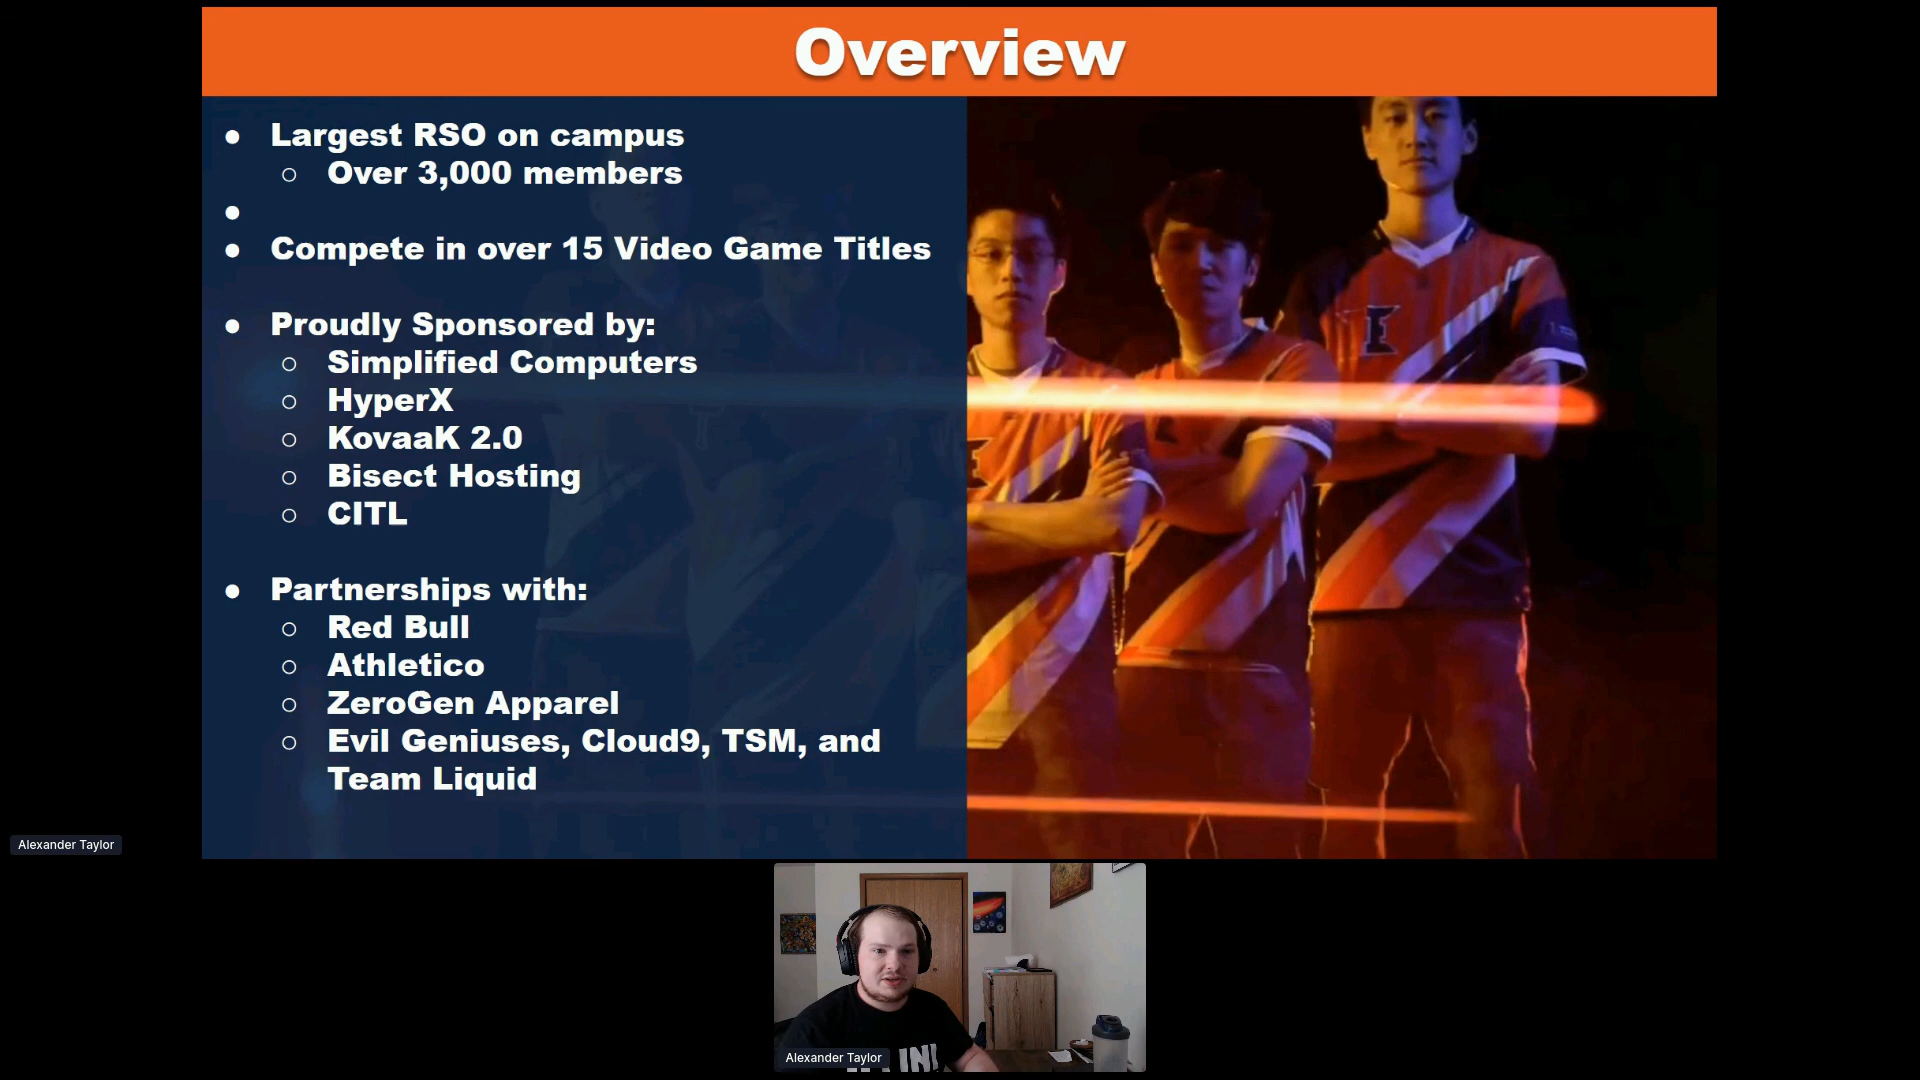 Overview
● Largest RSO on campus
○ Over 3,000 members
●
● Compete in over 15 Video Game Titles
● Proudly Sponsored by:
○ Simplified Computers
○ HyperX
○ KovaaK 2.0
○ Bisect Hosting
○ CITL
● Partnerships with:
○ Red Bull
○ Athletico
○ ZeroGen Apparel
○ Evil Geniuses, Cloud9, TSM, and
Team Liquid
Alexander Taylor
Alexander Taylor